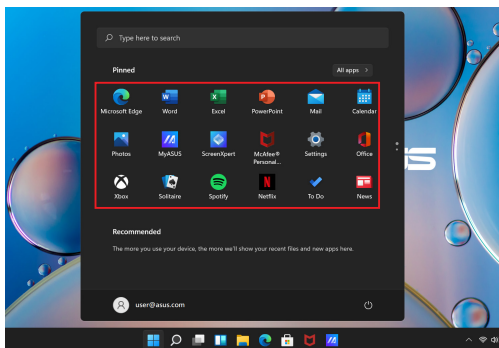 Type here to search
Pinned
All apps >
Microsoft Edge Word Excel PowerPoint Mail Calendar
Photos MyASUS ScreenXpert McAfee® Personal... Settings Office
Xbox Solitaire Spotify Netflix To Do News
Recommended
The more you use your device, the more we'll show your recent files and new apps here.
user@asus.com